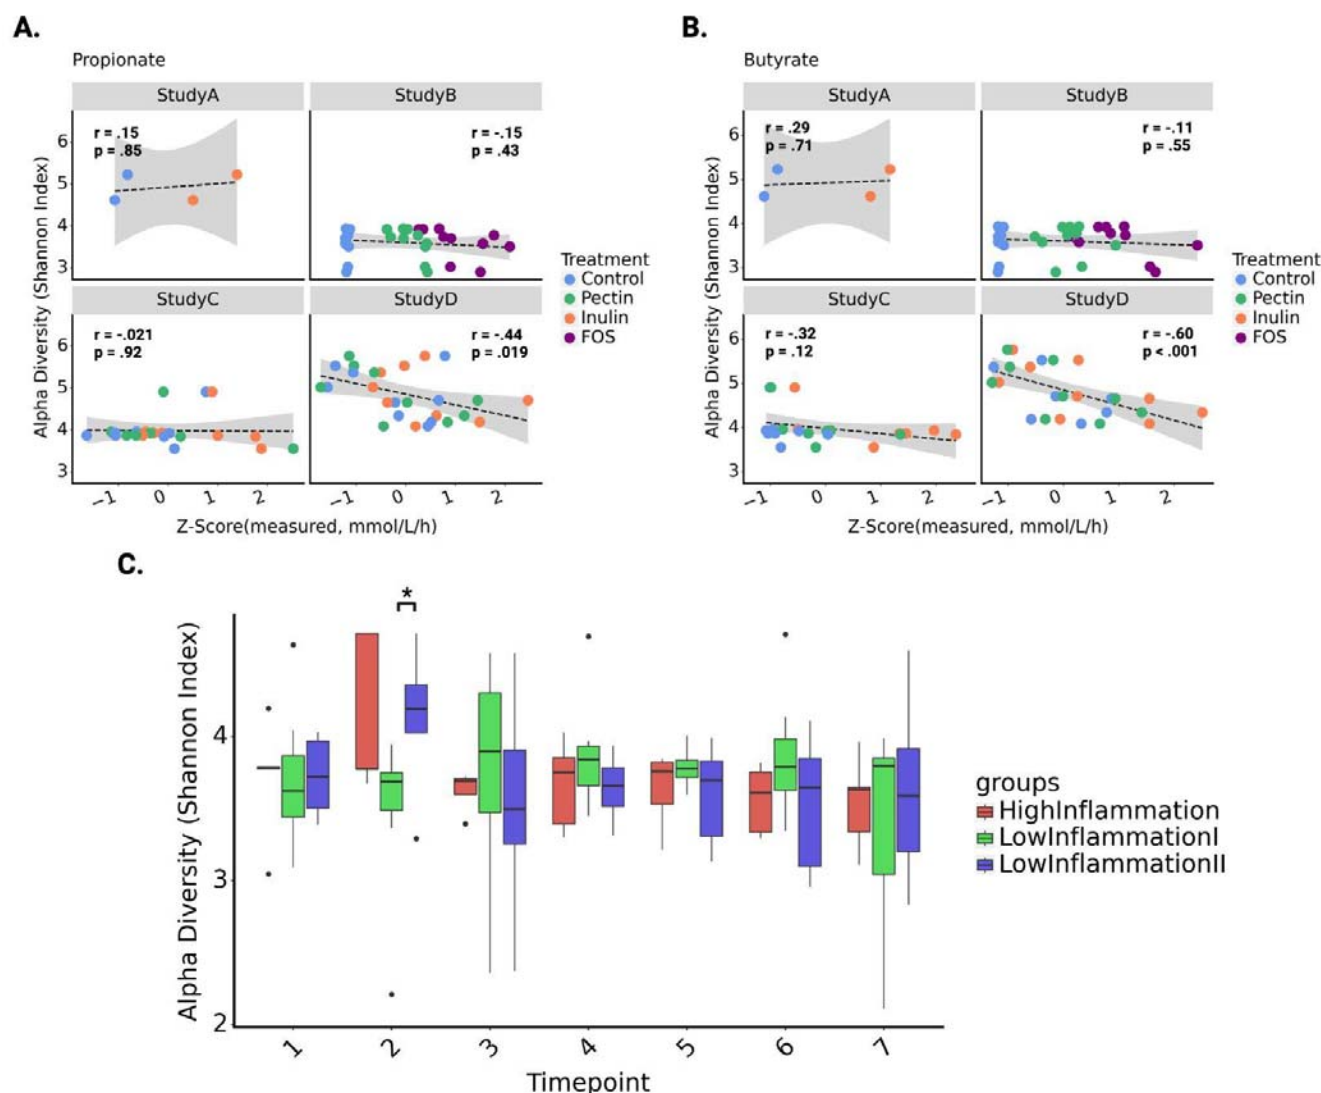 A.
Propionate
StudyA
StudyB
r = .15
p = .85
r = -.15
p = .43
6
5
4
3
StudyC
StudyD
r = -.021
p = .92
r = -.44
p = .019
6
5
4
3
−1
0
1
2
−1
0
1
2
Alpha Diversity (Shannon Index)
Z-Score(measured, mmol/L/h)
Treatment
Control
Pectin
Inulin
FOS
B.
Butyrate
StudyA
StudyB
r = .29
p = .71
r = -.11
p = .55
6
5
4
3
StudyC
StudyD
r = -.32
p = .12
r = -.60
p < .001
6
5
4
3
−1
0
1
2
−1
0
1
2
Alpha Diversity (Shannon Index)
Z-Score(measured, mmol/L/h)
Treatment
Control
Pectin
Inulin
FOS
C.
*
Alpha Diversity (Shannon Index)
4
3
2
1
2
3
4
5
6
7
Timepoint
groups
HighInflammation
LowInflammationI
LowInflammationII